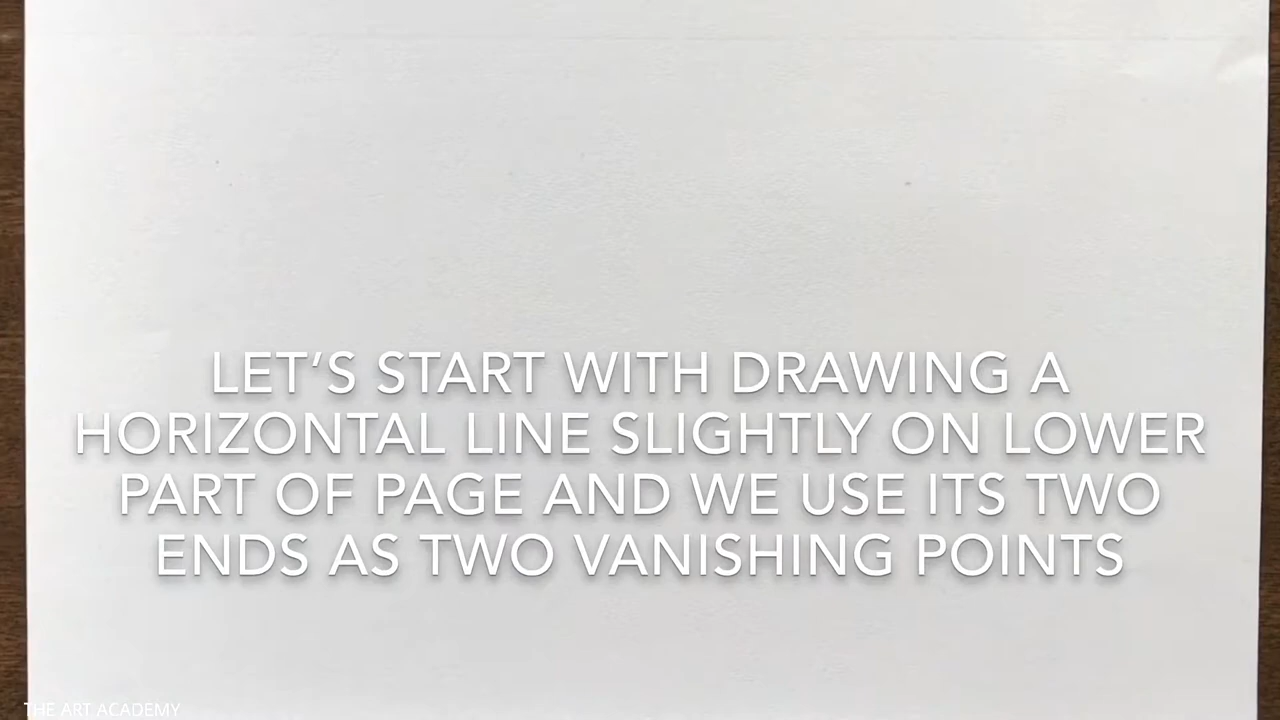 LET’S START WITH DRAWING A
HORIZONTAL LINE SLIGHTLY ON LOWER
PART OF PAGE AND WE USE ITS TWO
ENDS AS TWO VANISHING POINTS
THE ART ACADEMY